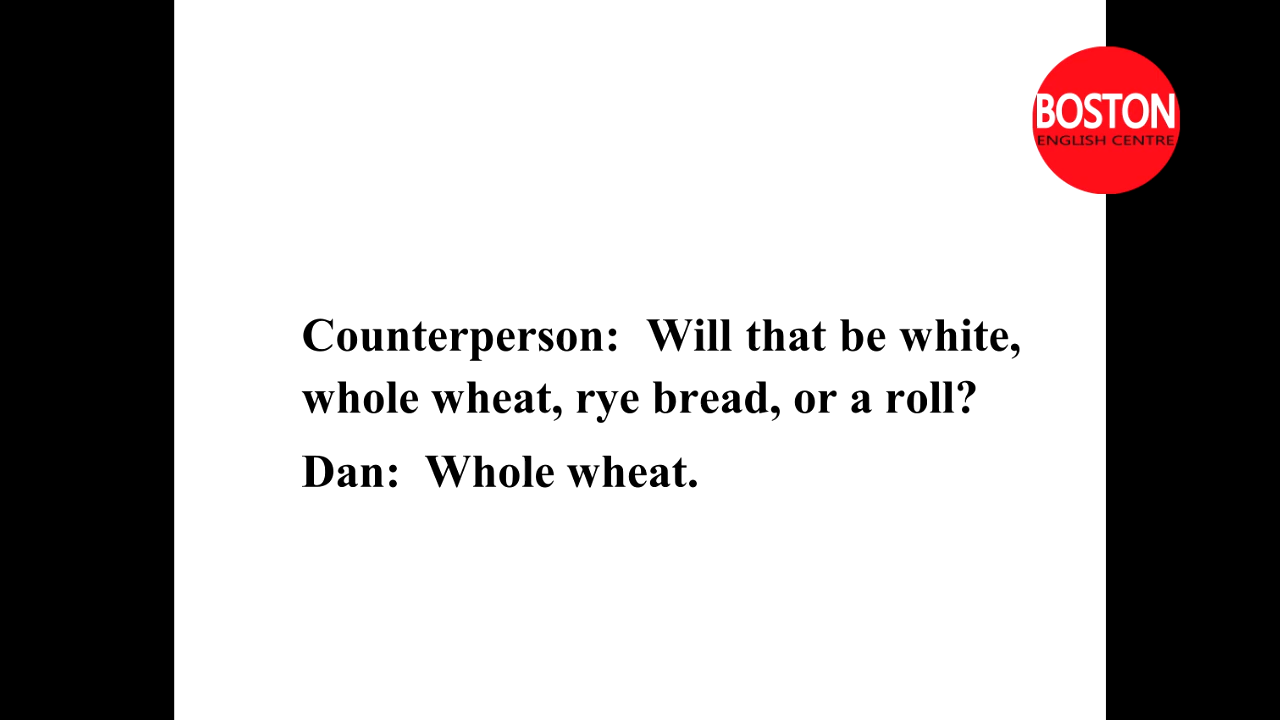 BOSTON
ENGLISH CENTRE
Counterperson: Will that be white,
whole wheat, rye bread, or a roll?
Dan: Whole wheat.